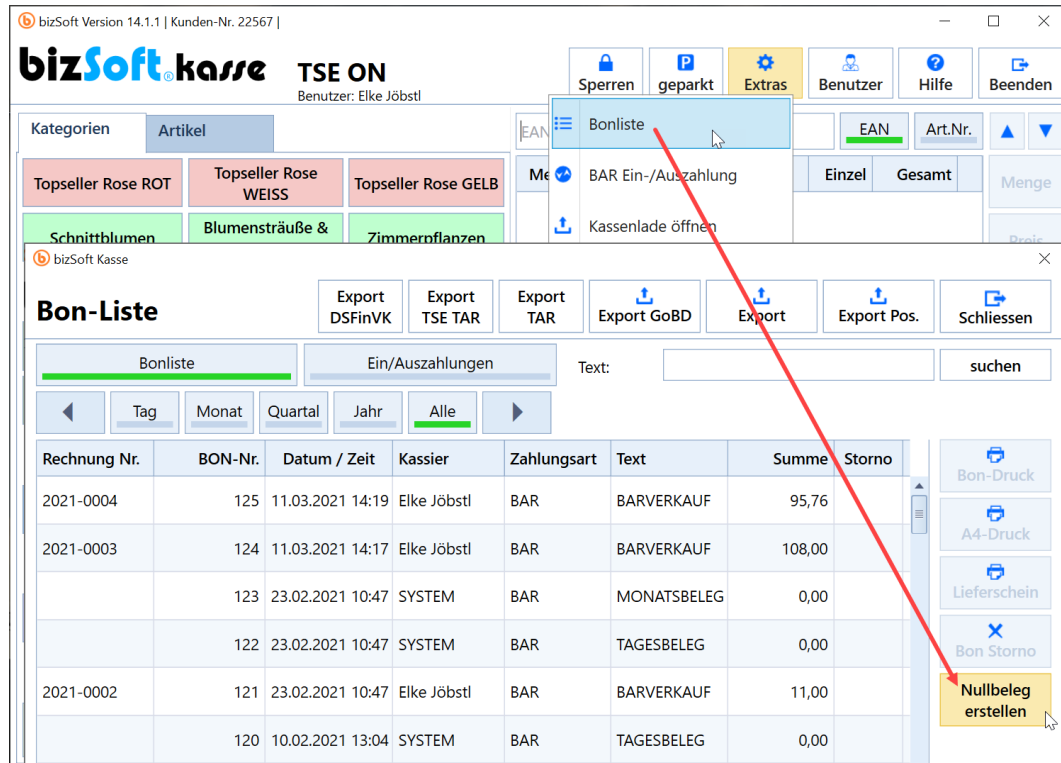 bizSoft Version 14.1.1 | Kunden-Nr. 22567 |
bizSoft® kasse
TSE ON
Benutzer: Elke Jöbstl
Sperren
geparkt
Extras
Benutzer
Hilfe
Beenden
Kategorien
Artikel
EAN
EAN
Art.Nr.
Bonliste
BAR Ein-/Auszahlung
Kassenlade öffnen
Topseller Rose ROT
Topseller Rose
WEISS
Topseller Rose GELB
Einzel
Gesamt
Menge
Schnittblumen
Blumensträuße &
Zimmerpflanzen
Preis
bizSoft Kasse
Bon-Liste
Export
DSFinVK
Export
TSE TAR
Export
TAR
Export GoBD
Export
Export Pos.
Schliessen
Bonliste
Ein/Auszahlungen
Text:
suchen
Tag
Monat
Quartal
Jahr
Alle
Rechnung Nr. BON-Nr. Datum / Zeit Kassier Zahlungsart Text Summe Storno
2021-0004 125 11.03.2021 14:19 Elke Jöbstl BAR BARVERKAUF 95,76
2021-0003 124 11.03.2021 14:17 Elke Jöbstl BAR BARVERKAUF 108,00
123 23.02.2021 10:47 SYSTEM BAR MONATSBELEG 0,00
122 23.02.2021 10:47 SYSTEM BAR TAGESBELEG 0,00
2021-0002 121 23.02.2021 10:47 Elke Jöbstl BAR BARVERKAUF 11,00
120 10.02.2021 13:04 SYSTEM BAR TAGESBELEG 0,00
Bon-Druck
A4-Druck
Lieferschein
Bon Storno
Nullbeleg
erstellen